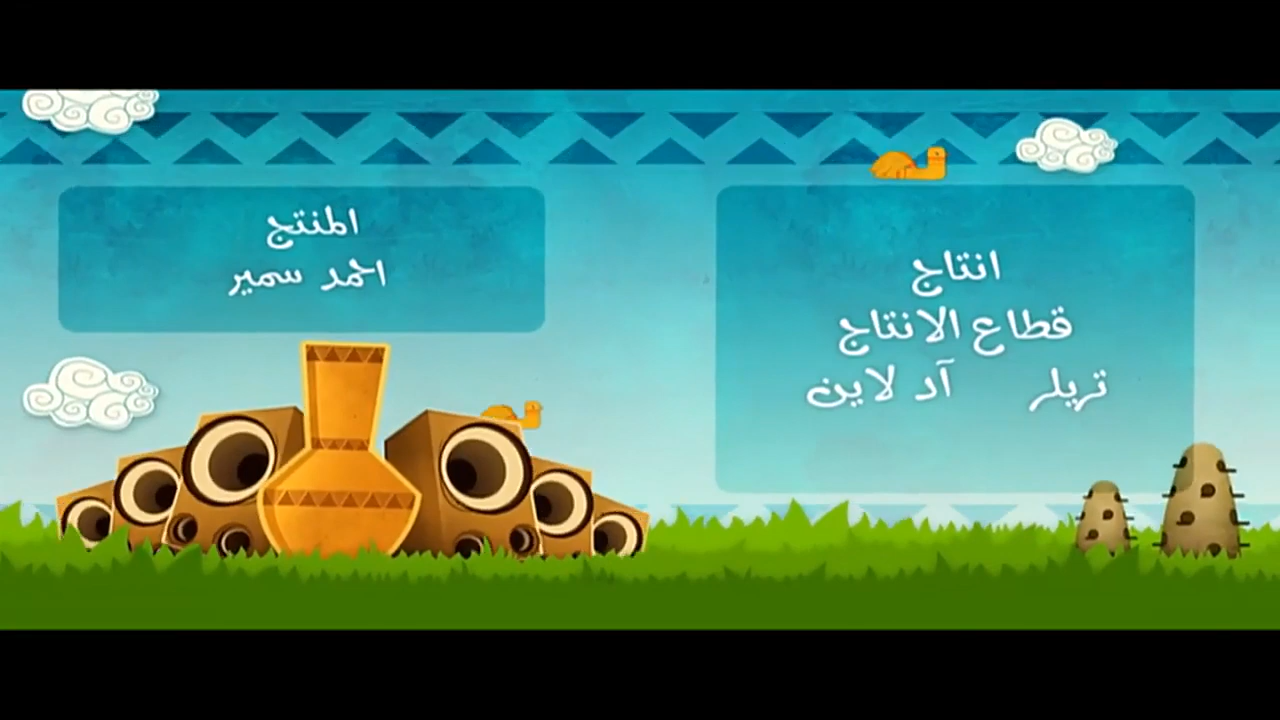 انتاج
قطاع الانتاج
تريلر آد لاين
المنتج
احمد سمير